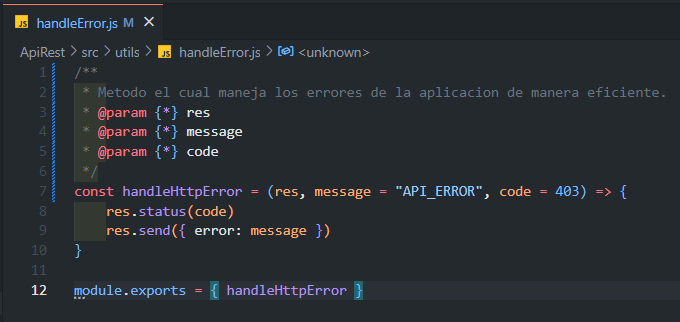 JS handleError.js M ×
ApiRest > src > utils > JS handleError.js > <unknown>
1 /**
2 * Metodo el cual maneja los errores de la aplicacion de manera eficiente.
3 * @param {*} res
4 * @param {*} message
5 * @param {*} code
6 */
7 const handleHttpError = (res, message = "API_ERROR", code = 403) => {
8 res.status(code)
9 res.send({ error: message })
10 }
11
12 module.exports = { handleHttpError }